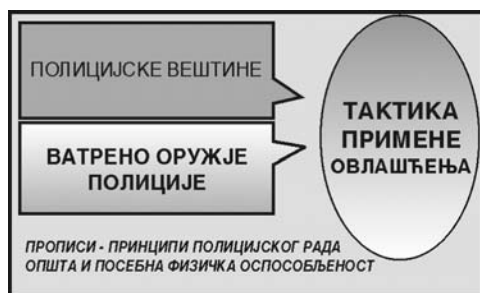 ПОЛИЦИЈСКЕ ВЕШТИНЕ
ВАТРЕНО ОРУЖЈЕ
ПОЛИЦИЈЕ
ТАКТИКА
ПРИМЕНЕ
ОВЛАШЋЕЊА
ПРОПИСИ - ПРИНЦИПИ ПОЛИЦИЈСКОГ РАДА
ОПШТА И ПОСЕБНА ФИЗИЧКА ОСПОСОБЉЕНОСТ